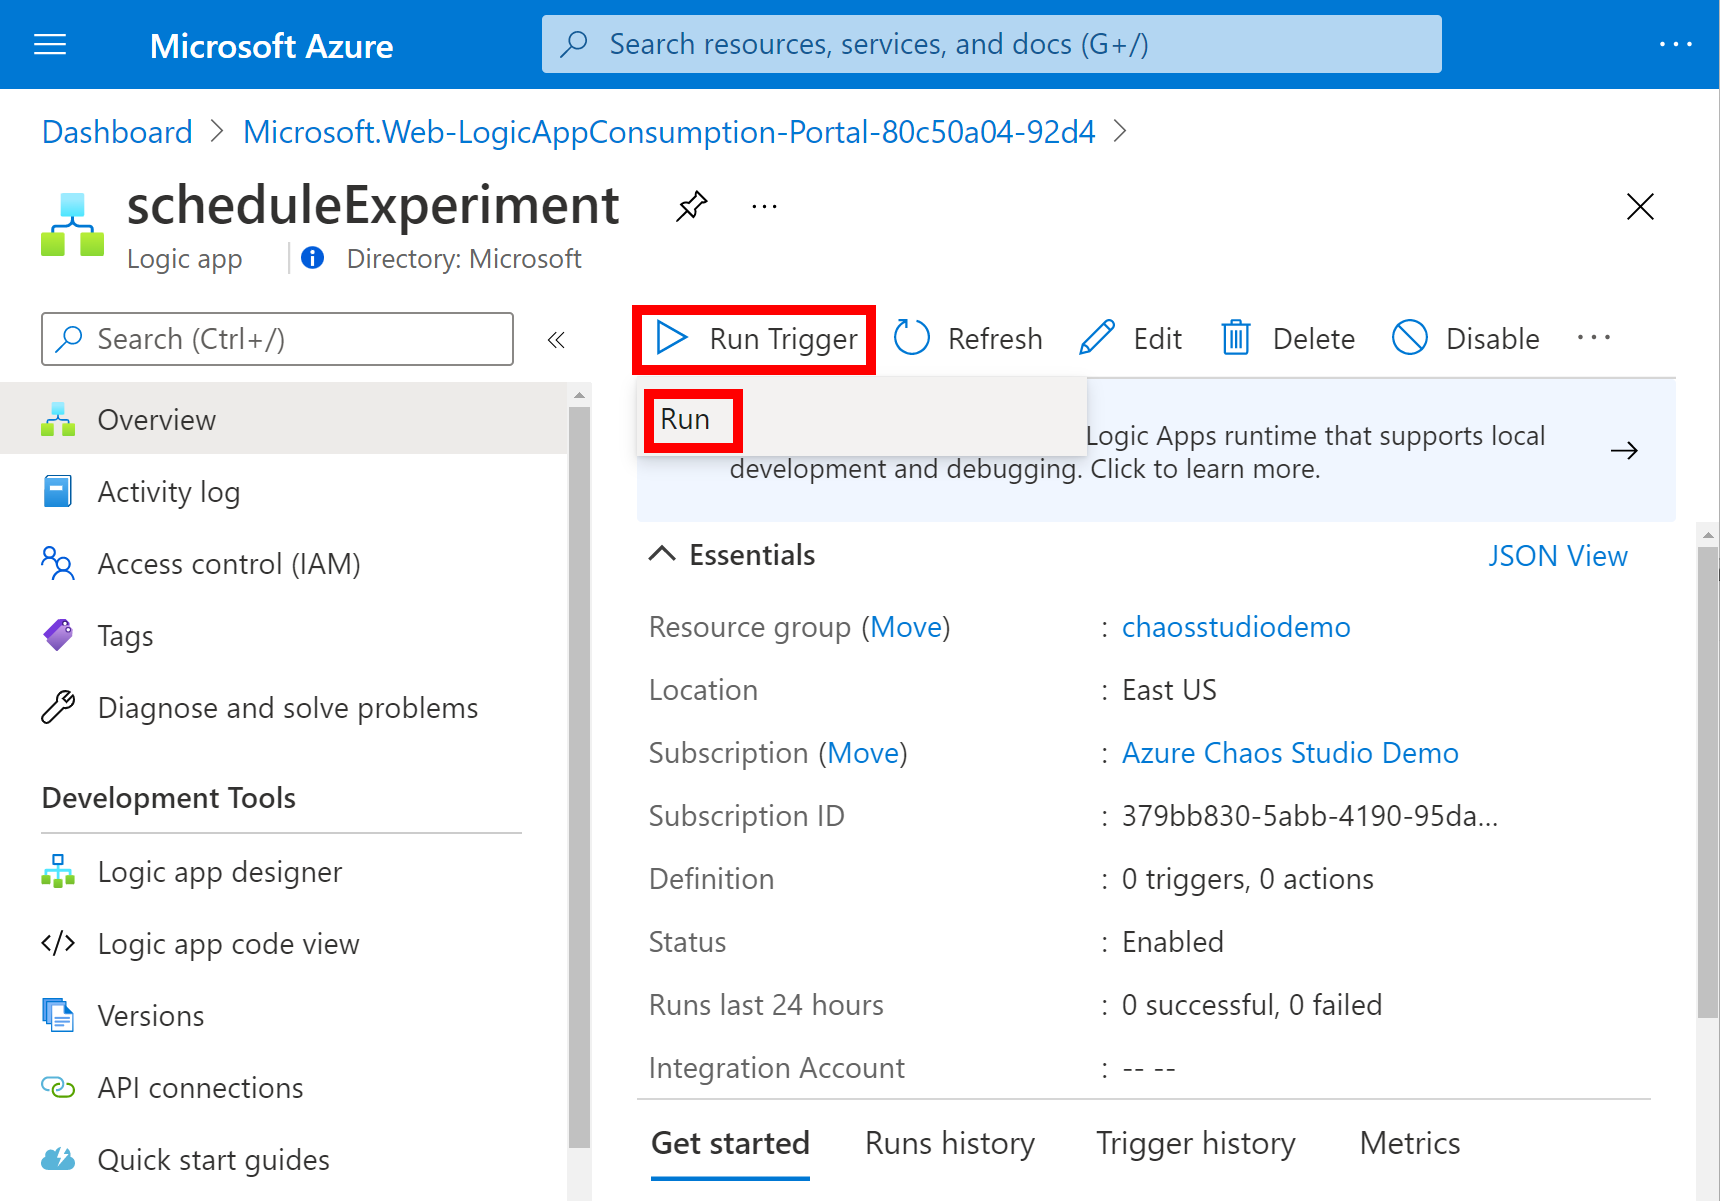 Microsoft Azure
Search resources, services, and docs (G+/)
Dashboard > Microsoft.Web-LogicAppConsumption-Portal-80c50a04-92d4 >
scheduleExperiment
Logic app
Directory: Microsoft
Search (Ctrl+/)
Overview
Activity log
Access control (IAM)
Tags
Diagnose and solve problems
Development Tools
Logic app designer
Logic app code view
Versions
API connections
Quick start guides
Run Trigger
Refresh
Edit
Delete
Disable
Run
Logic Apps runtime that supports local
development and debugging. Click to learn more.
Essentials
JSON View
Resource group (Move) : chaosstudiodemo
Location : East US
Subscription (Move) : Azure Chaos Studio Demo
Subscription ID : 379bb830-5abb-4190-95da...
Definition : 0 triggers, 0 actions
Status : Enabled
Runs last 24 hours : 0 successful, 0 failed
Integration Account : -- --
Get started
Runs history
Trigger history
Metrics